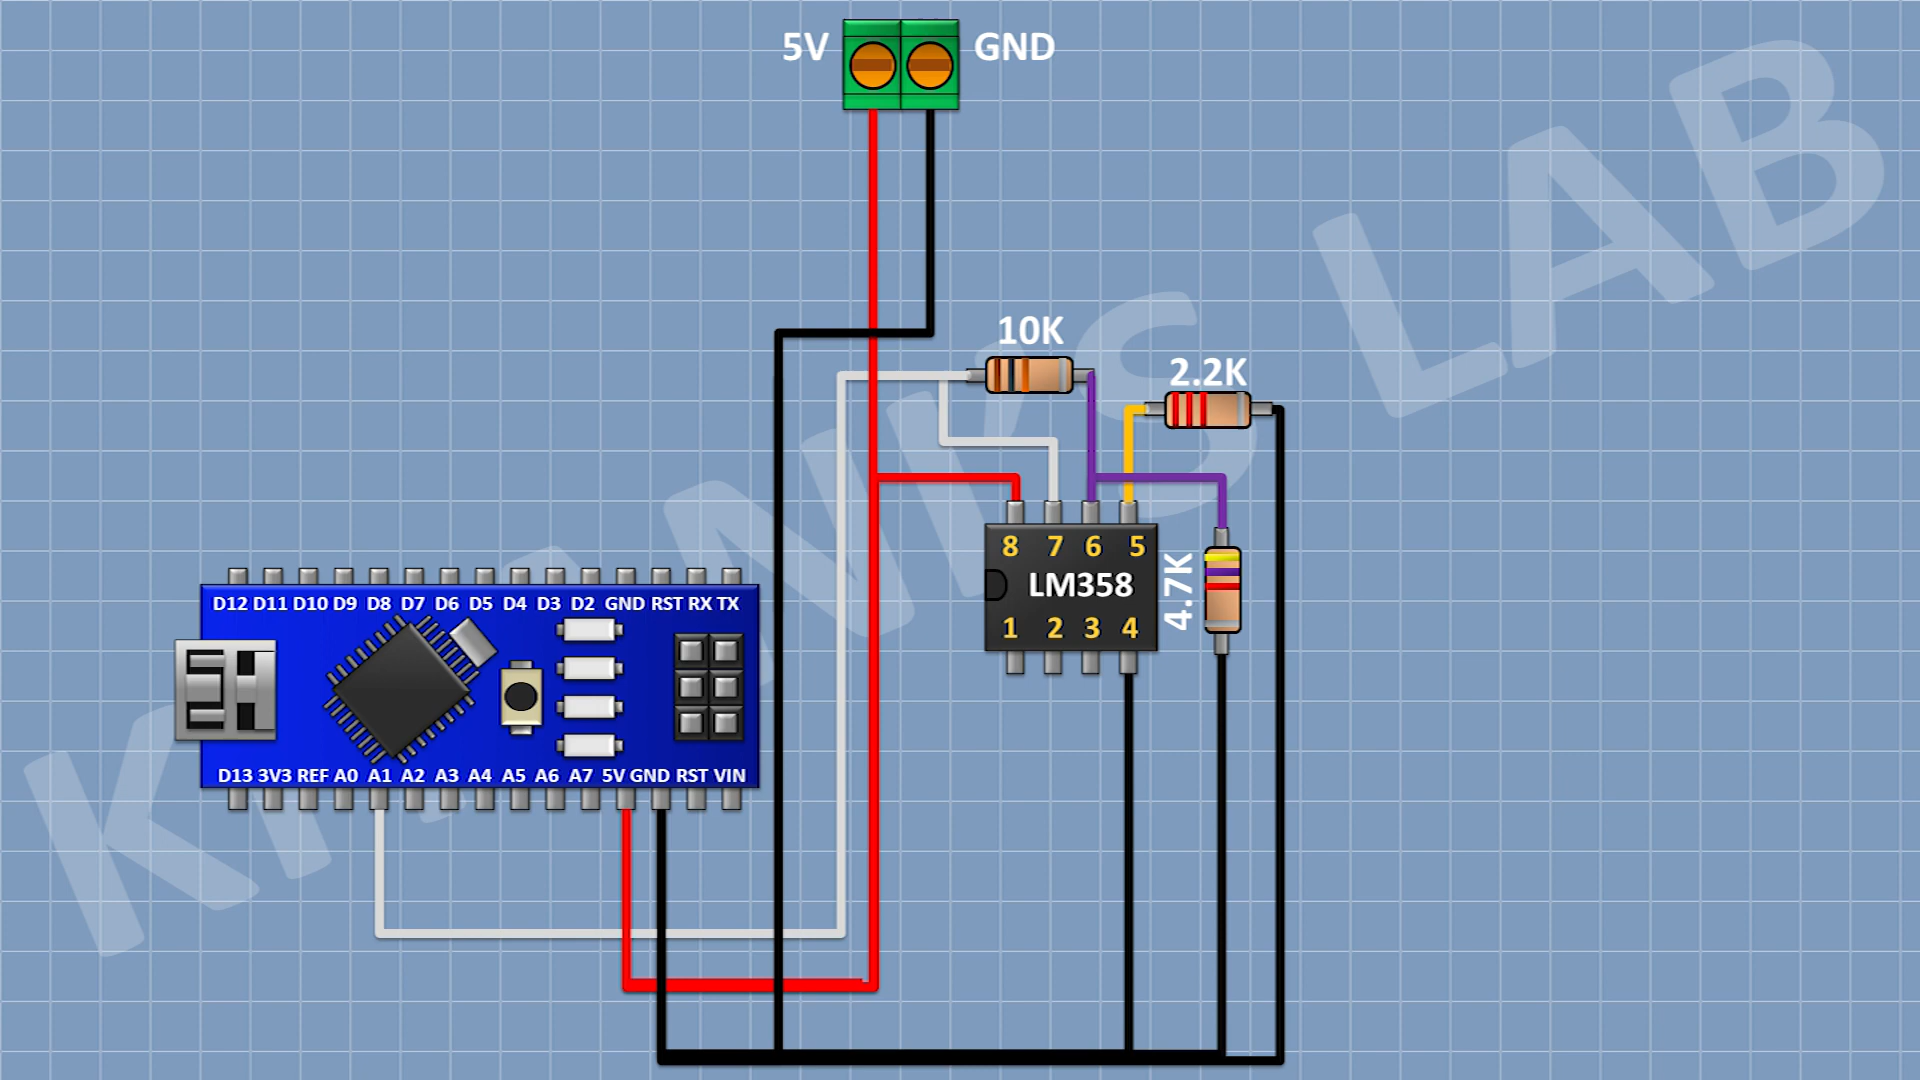 5V GND
10K
2.2K
8 7 6 5
LM358
1 2 3 4
4.7K
D12 D11 D10 D9 D8 D7 D6 D5 D4 D3 D2 GND RST RX TX
D13 3V3 REF A0 A1 A2 A3 A4 A5 A6 A7 5V GND RST VIN